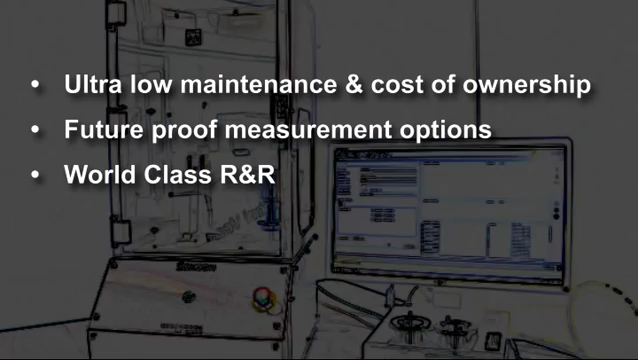 • Ultra low maintenance & cost of ownership
• Future proof measurement options
• World Class R&R